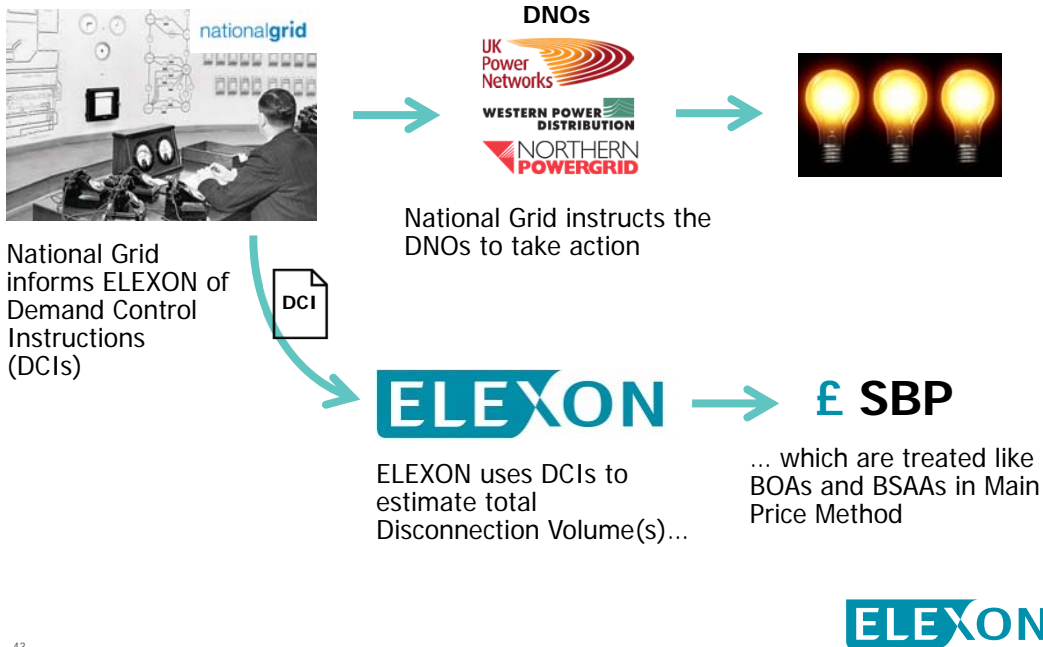 nationalgrid
DNOs
UK
Power
Networks
WESTERN POWER
DISTRIBUTION
NORTHERN
POWERGRID
National Grid instructs the
DNOs to take action
National Grid
informs ELEXON of
Demand Control
Instructions
(DCIs)
DCI
ELEXON
£ SBP
ELEXON uses DCIs to
estimate total
Disconnection Volume(s)...
... which are treated like
BOAs and BSAAs in Main
Price Method
ELEXON